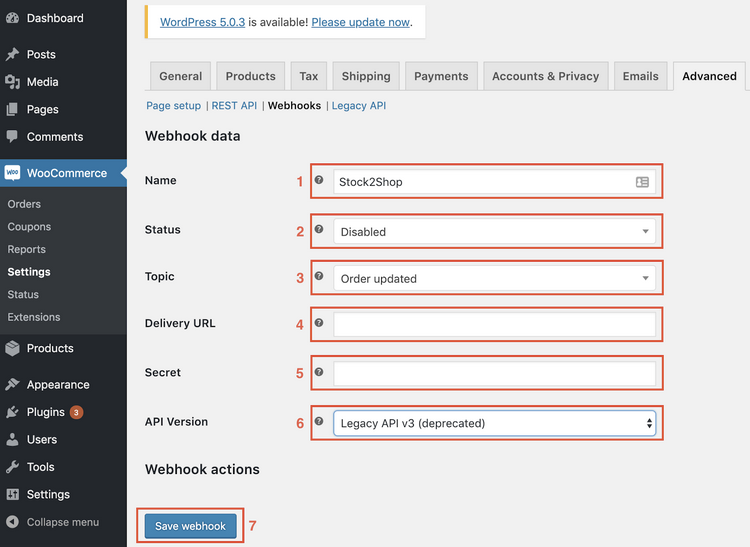 WordPress 5.0.3 is available! Please update now.
Dashboard
Posts
Media
Pages
Comments
WOO WooCommerce
Orders
Coupons
Reports
Settings
Status
Extensions
Products
Appearance
Plugins 3
Users
Tools
Settings
Collapse menu
General Products Tax Shipping Payments Accounts & Privacy Emails Advanced
Page setup | REST API | Webhooks | Legacy API
Webhook data
Name 1 ? Stock2Shop
Status 2 ? Disabled
Topic 3 ? Order updated
Delivery URL 4 ?
Secret 5 ?
API Version 6 ? Legacy API v3 (deprecated)
Webhook actions
Save webhook 7